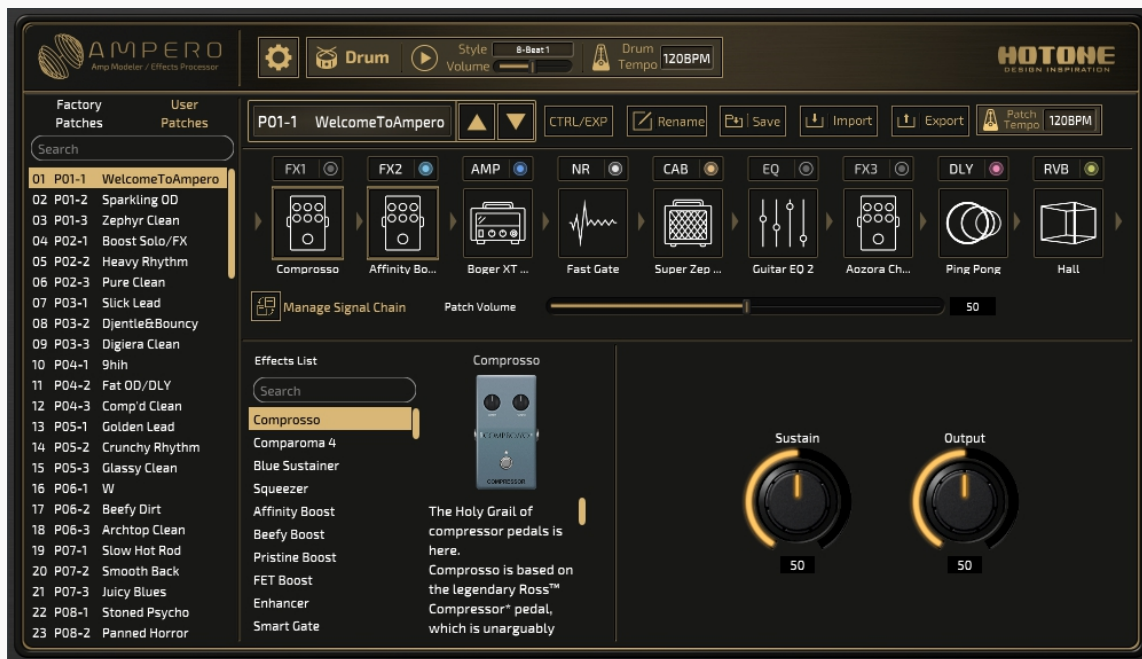 AMPERO
Amp Modeler / Effects Processor
Drum
Style 8-Beat 1
Volume
Drum
Tempo 120BPM
HOTONE
DESIGN INSPIRATION
Factory
Patches
User
Patches
Search
01 P01-1 WelcomeToAmpero
02 P01-2 Sparkling OD
03 P01-3 Zephyr Clean
04 P02-1 Boost Solo/FX
05 P02-2 Heavy Rhythm
06 P02-3 Pure Clean
07 P03-1 Slick Lead
08 P03-2 Djentle&Bouncy
09 P03-3 Digiera Clean
10 P04-1 9hih
11 P04-2 Fat OD/DLY
12 P04-3 Comp'd Clean
13 P05-1 Golden Lead
14 P05-2 Crunchy Rhythm
15 P05-3 Glassy Clean
16 P06-1 W
17 P06-2 Beefy Dirt
18 P06-3 Archtop Clean
19 P07-1 Slow Hot Rod
20 P07-2 Smooth Back
21 P07-3 Juicy Blues
22 P08-1 Stoned Psycho
23 P08-2 Panned Horror
P01-1 WelcomeToAmpero
CTRL/EXP
Rename
Save
Import
Export
Patch
Tempo 120BPM
FX1 FX2 AMP NR CAB EQ FX3 DLY RVB
Comprosso Affinity Bo... Boger XT ... Fast Gate Super Zep ... Guitar EQ 2 Aozora Ch... Ping Pong Hall
Manage Signal Chain
Patch Volume 50
Effects List
Search
Comprosso
Comparoma 4
Blue Sustainer
Squeezer
Affinity Boost
Beefy Boost
Pristine Boost
FET Boost
Enhancer
Smart Gate
Comprosso
COMPRESSOR
The Holy Grail of
compressor pedals is
here.
Comprosso is based on
the legendary Ross™
Compressor* pedal,
which is unarguably
Sustain
50
Output
50